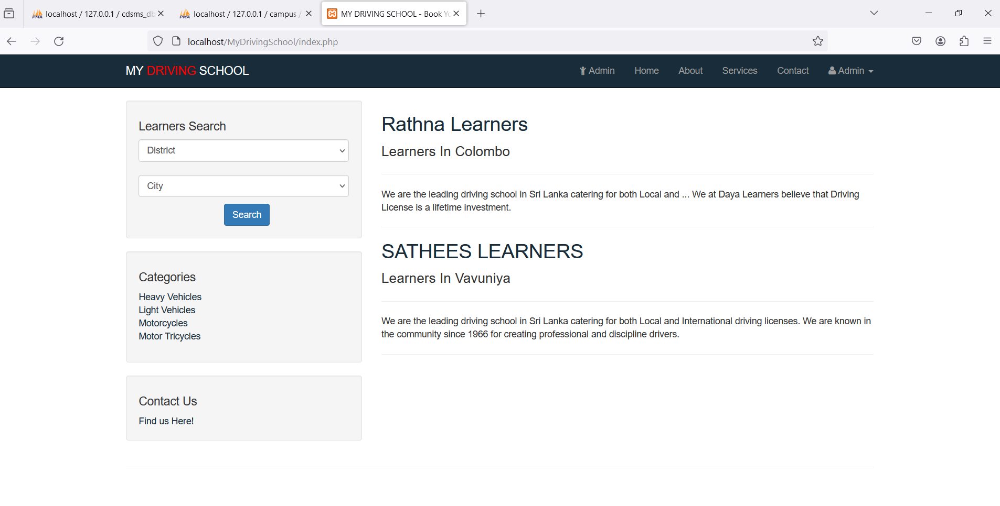 localhost / 127.0.0.1 / cdsms_db
localhost / 127.0.0.1 / campus /
MY DRIVING SCHOOL - Book Yo
localhost/MyDrivingSchool/index.php
MY DRIVING SCHOOL
Admin
Home
About
Services
Contact
Admin
Learners Search
District
City
Search
Categories
Heavy Vehicles
Light Vehicles
Motorcycles
Motor Tricycles
Contact Us
Find us Here!
Rathna Learners
Learners In Colombo
We are the leading driving school in Sri Lanka catering for both Local and ... We at Daya Learners believe that Driving
License is a lifetime investment.
SATHEES LEARNERS
Learners In Vavuniya
We are the leading driving school in Sri Lanka catering for both Local and International driving licenses. We are known in
the community since 1966 for creating professional and discipline drivers.